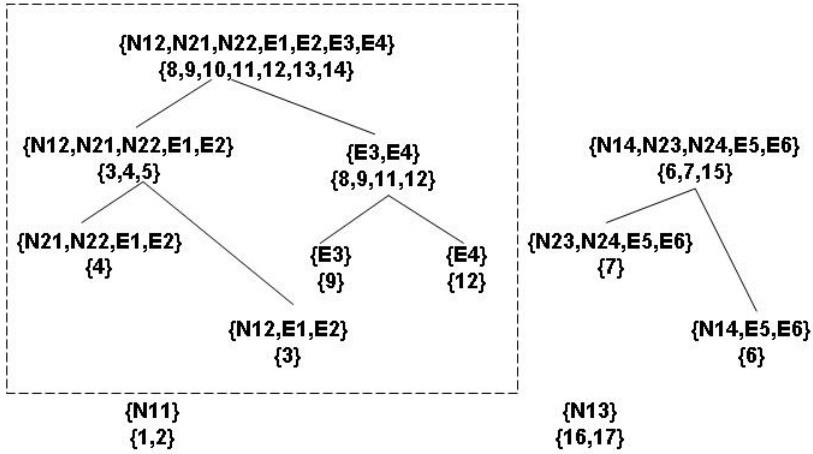 {N12,N21,N22,E1,E2,E3,E4}
{8,9,10,11,12,13,14}
{N12,N21,N22,E1,E2}
{3,4,5}
{E3,E4}
{8,9,11,12}
{N14,N23,N24,E5,E6}
{6,7,15}
{N21,N22,E1,E2}
{4}
{E3}
{9}
{E4}
{12}
{N23,N24,E5,E6}
{7}
{N12,E1,E2}
{3}
{N14,E5,E6}
{6}
{N11}
{1,2}
{N13}
{16,17}